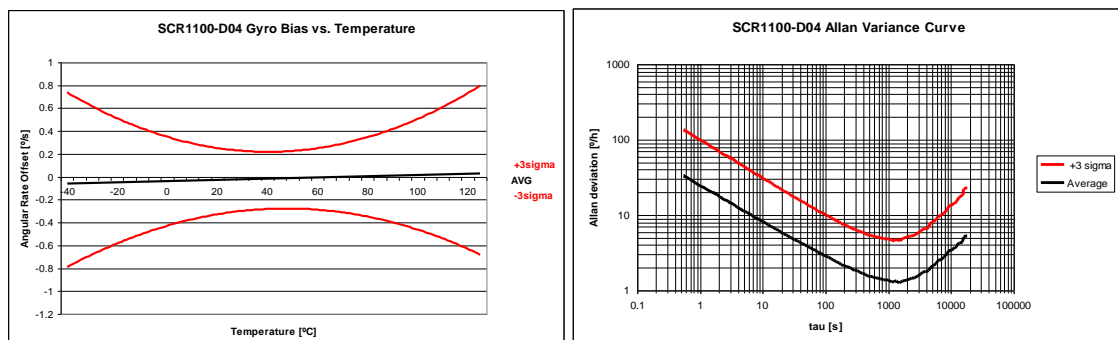 SCR1100-D04 Gyro Bias vs. Temperature
1
0.8
0.6
0.4
0.2
0
-0.2
-0.4
-0.6
-0.8
-1
-1.2
Angular Rate Offset [º/s]
-40 -20 0 20 40 60 80 100 120
Temperature [ºC]
+3sigma
AVG
-3sigma
SCR1100-D04 Allan Variance Curve
1000
100
10
1
Allan deviation [º/h]
0.1 1 10 100 1000 10000 100000
tau [s]
+3 sigma
Average